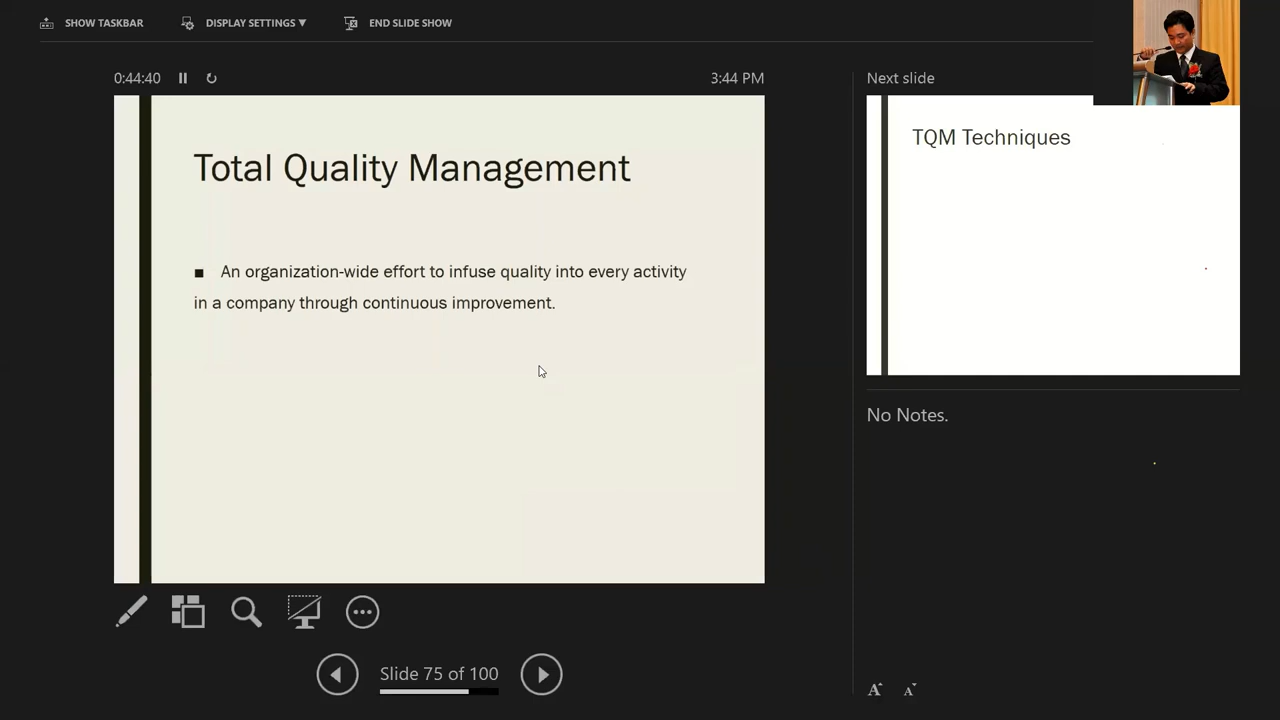 SHOW TASKBAR
DISPLAY SETTINGS ▼
END SLIDE SHOW
0:44:40
3:44 PM
Next slide
Total Quality Management
■ An organization-wide effort to infuse quality into every activity
in a company through continuous improvement.
TQM Techniques
No Notes.
Slide 75 of 100
A A